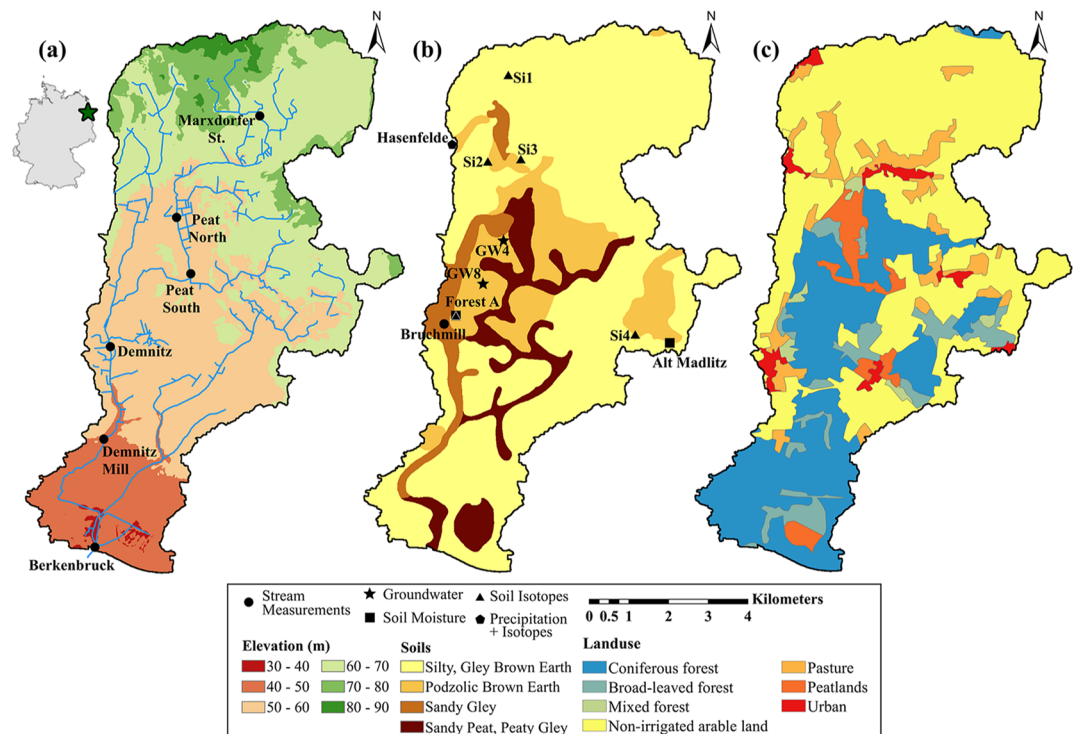 (a)
N
Marxdorfer
St.
Peat
North
Peat
South
Demnitz
Demnitz
Mill
Berkenbruck
(b)
N
Si1
Hasenfelde
Si2
Si3
GW4
GW8
Forest A
Bruchmill
Si4
Alt Madlitz
(c)
N
Stream
Measurements
Groundwater
Soil Moisture
Soil Isotopes
Precipitation
+ Isotopes
Kilometers
0 0.5 1 2 3 4
Elevation (m)
30 - 40
40 - 50
50 - 60
60 - 70
70 - 80
80 - 90
Soils
Silty, Gley Brown Earth
Podzolic Brown Earth
Sandy Gley
Sandy Peat, Peaty Gley
Landuse
Coniferous forest
Broad-leaved forest
Mixed forest
Non-irrigated arable land
Pasture
Peatlands
Urban